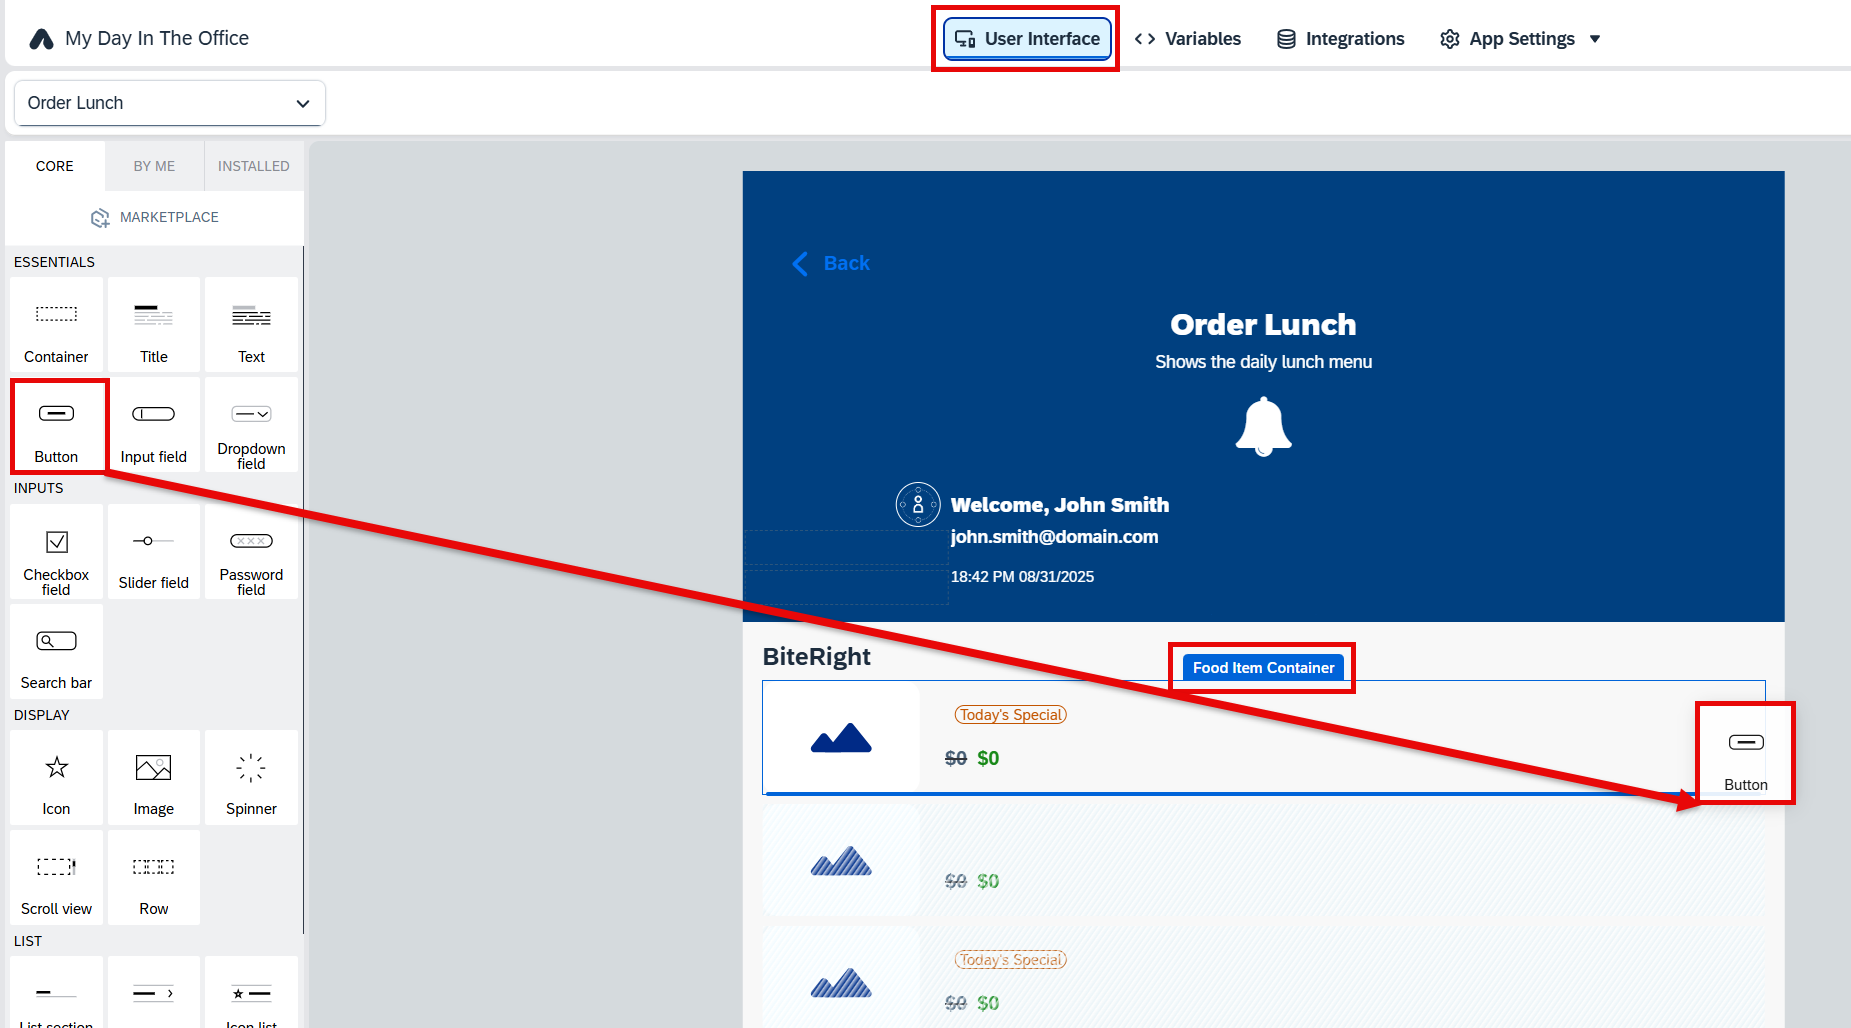 My Day In The Office
User Interface
Variables
Integrations
App Settings
Order Lunch
CORE
BY ME
INSTALLED
MARKETPLACE
ESSENTIALS
Container
Title
Text
Button
Input field
Dropdown
field
INPUTS
Checkbox
field
Slider field
Password
field
Search bar
DISPLAY
Icon
Image
Spinner
Scroll view
Row
LIST
List section
Icon list
Back
Order Lunch
Shows the daily lunch menu
Welcome, John Smith
john.smith@domain.com
18:42 PM 08/31/2025
BiteRight
Food Item Container
Today's Special
$0 $0
Button
$0 $0
Today's Special
$0 $0